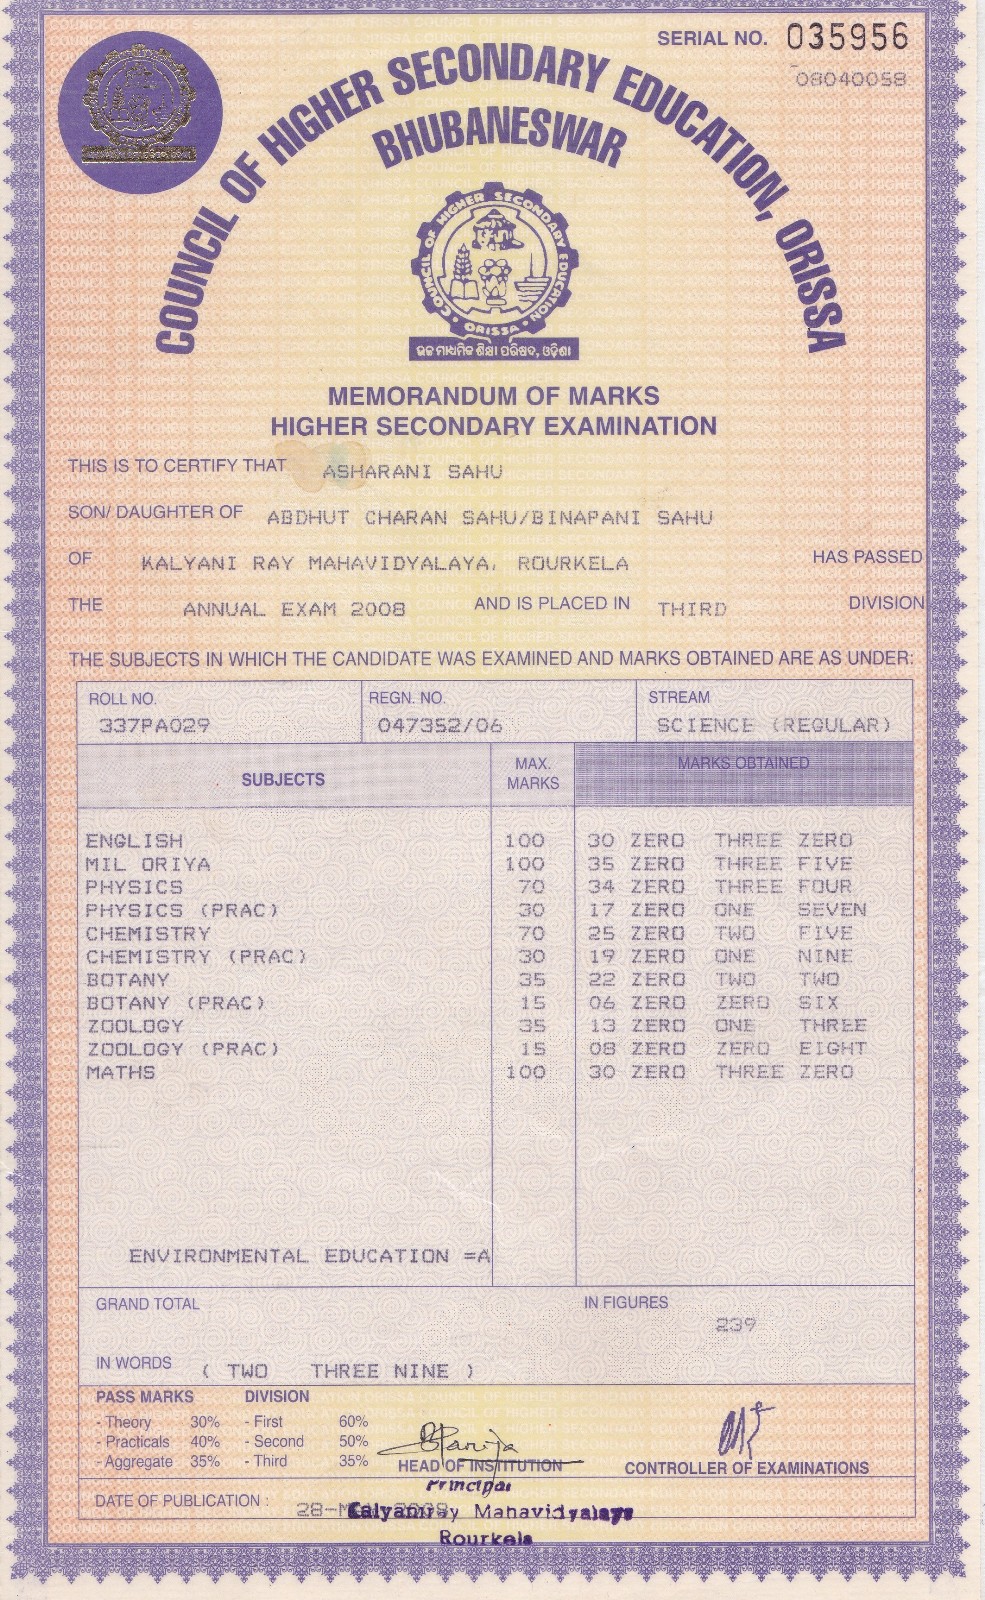 SERIAL NO. 035956
08040058
COUNCIL OF HIGHER SECONDARY EDUCATION, ORISSA
BHUBANESWAR
COUNCIL OF HIGHER SECONDARY EDUCATION
ORISSA
ଉଚ୍ଚ ମାଧ୍ୟମିକ ଶିକ୍ଷା ପରିଷଦ, ଓଡ଼ିଶା
MEMORANDUM OF MARKS
HIGHER SECONDARY EXAMINATION
THIS IS TO CERTIFY THAT ASHARANI SAHU
SON/ DAUGHTER OF ABDHUT CHARAN SAHU/BINAPANI SAHU
OF KALYANI RAY MAHAVIDYALAYA, ROURKELA HAS PASSED
THE ANNUAL EXAM 2008 AND IS PLACED IN THIRD DIVISION
THE SUBJECTS IN WHICH THE CANDIDATE WAS EXAMINED AND MARKS OBTAINED ARE AS UNDER:
ROLL NO. REGN. NO. STREAM
337PA029 047352/06 SCIENCE (REGULAR)
SUBJECTS MAX. MARKS MARKS OBTAINED
ENGLISH 100 30 ZERO THREE ZERO
MIL ORIYA 100 35 ZERO THREE FIVE
PHYSICS 70 34 ZERO THREE FOUR
PHYSICS (PRAC) 30 17 ZERO ONE SEVEN
CHEMISTRY 70 25 ZERO TWO FIVE
CHEMISTRY (PRAC) 30 19 ZERO ONE NINE
BOTANY 35 22 ZERO TWO TWO
BOTANY (PRAC) 15 06 ZERO ZERO SIX
ZOOLOGY 35 13 ZERO ONE THREE
ZOOLOGY (PRAC) 15 08 ZERO ZERO EIGHT
MATHS 100 30 ZERO THREE ZERO
ENVIRONMENTAL EDUCATION =A
GRAND TOTAL IN FIGURES
239
IN WORDS ( TWO THREE NINE )
PASS MARKS DIVISION
- Theory 30% - First 60%
- Practicals 40% - Second 50%
- Aggregate 35% - Third 35%
HEAD OF INSTITUTION CONTROLLER OF EXAMINATIONS
Principal
DATE OF PUBLICATION : 28- 2008
Kalyaniray Mahavidyalaya
Rourkela